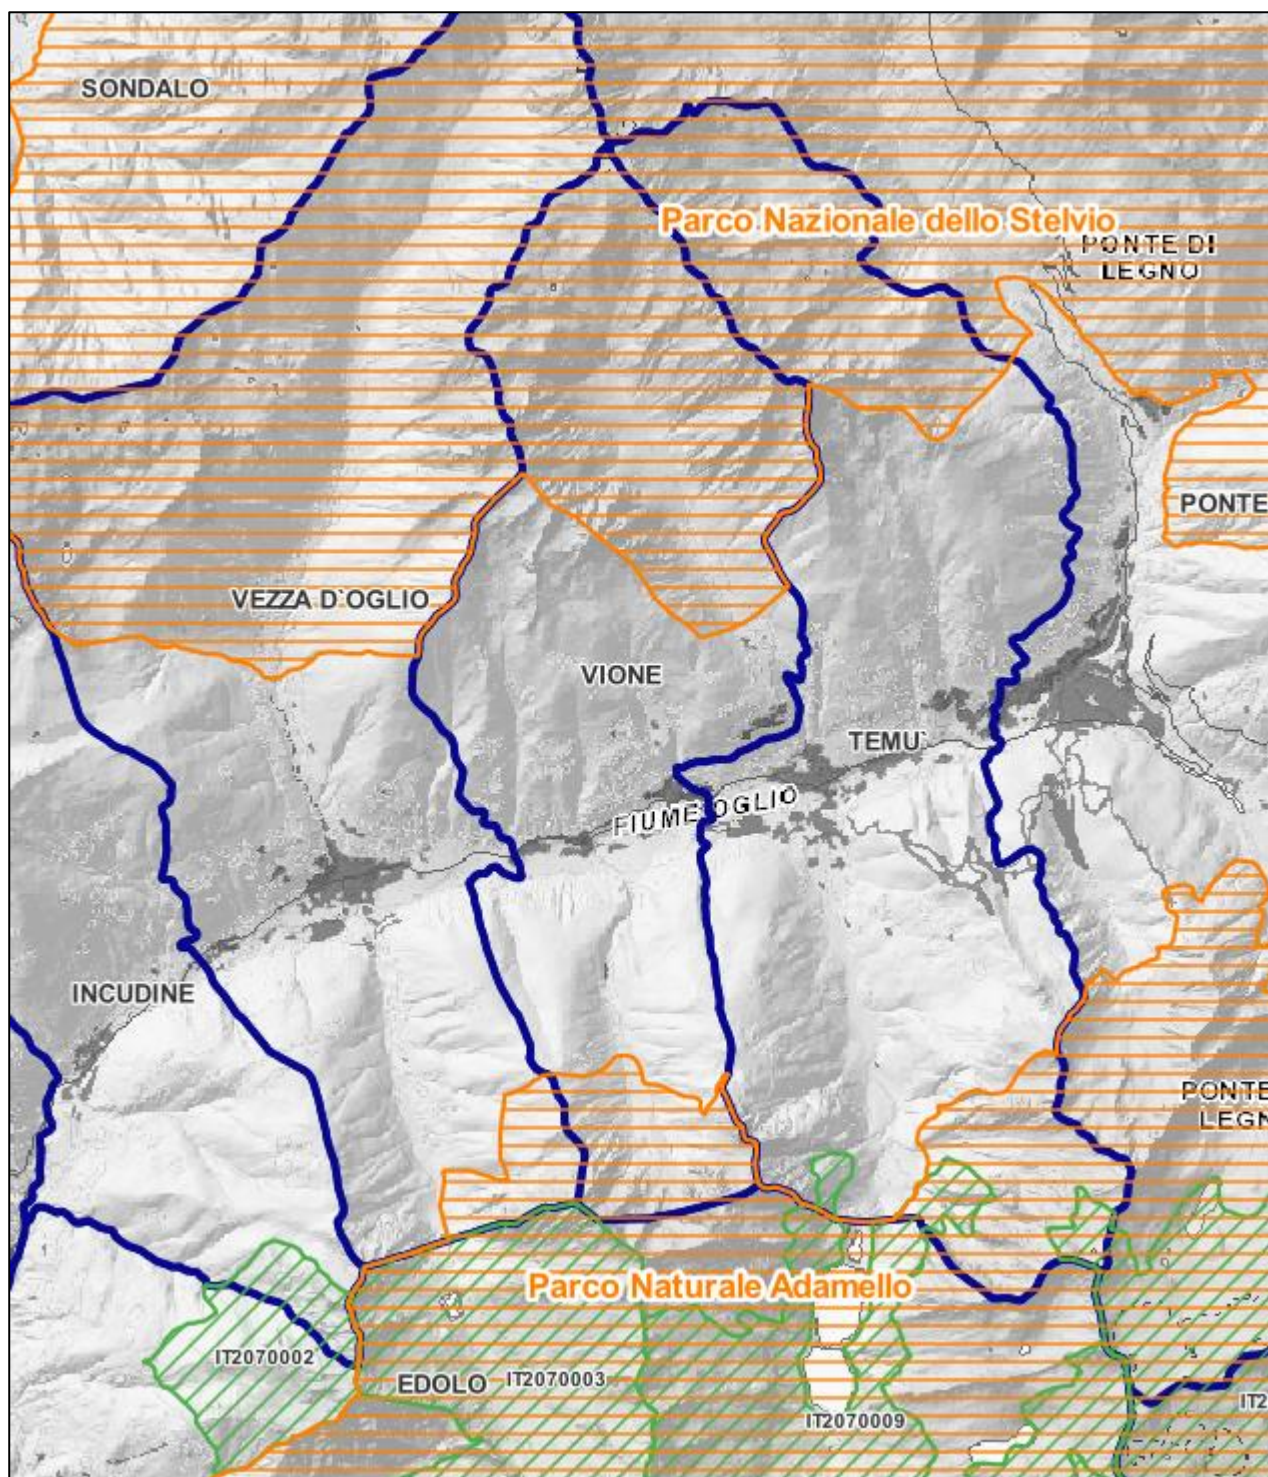 SONDALO
Parco Nazionale dello Stelvio
PONTE DI
LEGNO
PONTE
VEZZA D`OGLIO
VIONE
TEMU`
FIUME OGLIO
INCUDINE
PONTE
LEGN
Parco Naturale Adamello
IT2070002
EDOLO
IT2070003
IT2
IT2070009